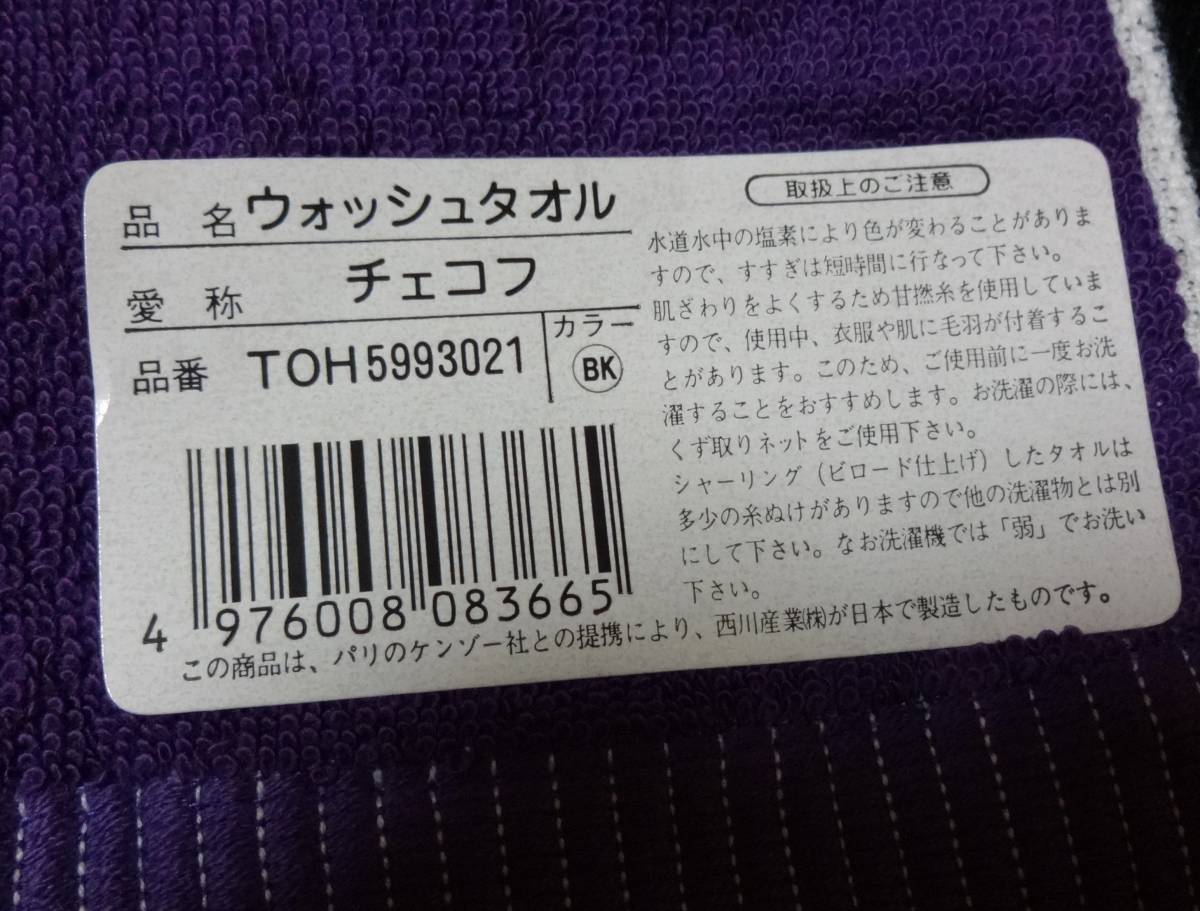 品 名 ウォッシュタオル
愛 称 チェコフ
品番 TOH5993021
カラー
BK
4 976008 083665
取扱上のご注意
水道水中の塩素により色が変わることがありま
すので、すすぎは短時間に行なって下さい。
肌ざわりをよくするため甘撚糸を使用していま
すので、使用中、衣服や肌に毛羽が付着するこ
とがあります。このため、ご使用前に一度お洗
濯することをおすすめします。お洗濯の際には、
くず取りネットをご使用下さい。
シャーリング(ビロード仕上げ)したタオルは
多少の糸ぬけがありますので他の洗濯物とは別
にして下さい。なお洗濯機では「弱」でお洗い
下さい。
この商品は、パリのケンゾー社との提携により、西川産業㈱が日本で製造したものです。